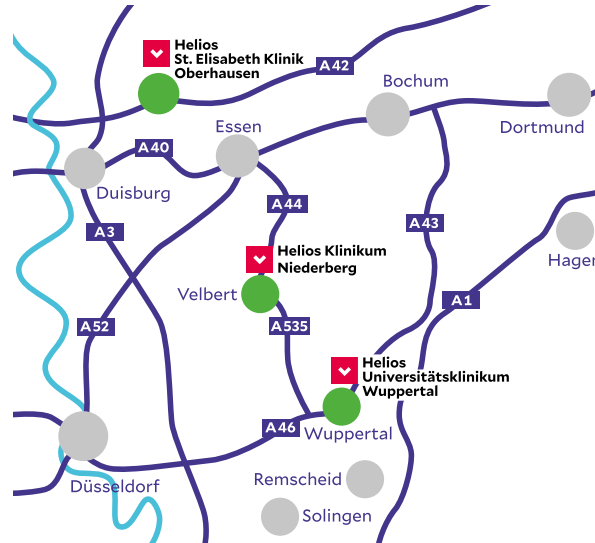 Helios
St. Elisabeth Klinik
Oberhausen
A42
Bochum
Dortmund
Essen
A40
Duisburg
A44
A3
A43
Hagen
Helios Klinikum
Niederberg
Velbert
A1
A52
A535
Helios
Universitätsklinikum
Wuppertal
A46
Wuppertal
Düsseldorf
Remscheid
Solingen